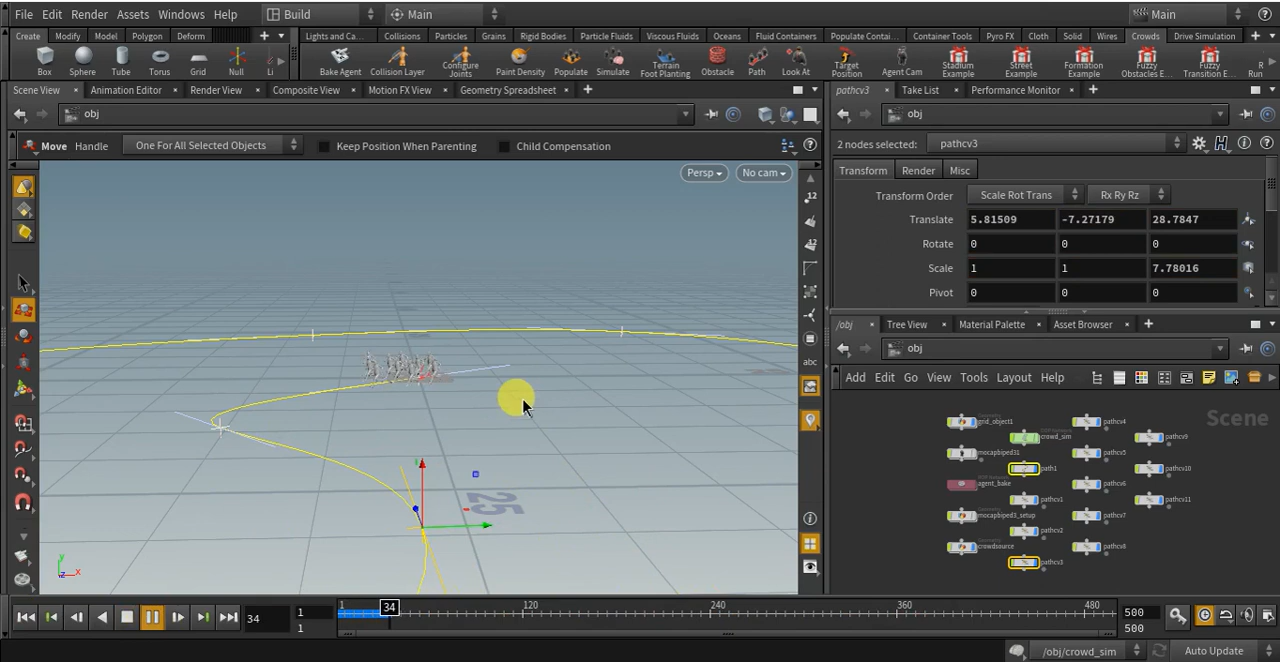 File Edit Render Assets Windows Help Build Main Main
Create Modify Model Polygon Deform Lights and Ca... Collisions Particles Grains Rigid Bodies Particle Fluids Viscous Fluids Oceans Fluid Containers Populate Contai... Container Tools Pyro FX Cloth Solid Wires Crowds Drive Simulation
Box Sphere Tube Torus Grid Null Li Bake Agent Collision Layer Configure Joints Paint Density Populate Simulate Terrain Foot Planting Obstacle Path Look At Target Position Agent Cam Stadium Example Street Example Formation Example Fuzzy Obstacles E... Fuzzy Transition E... R Run
Scene View Animation Editor Render View Composite View Motion FX View Geometry Spreadsheet
obj
Move Handle One For All Selected Objects Keep Position When Parenting Child Compensation
Persp No cam
25
abc
12
pathcv3 Take List Performance Monitor
obj
2 nodes selected: pathcv3
Transform Render Misc
Transform Order Scale Rot Trans Rx Ry Rz
Translate 5.81509 -7.27179 28.7847
Rotate 0 0 0
Scale 1 1 7.78016
Pivot 0 0 0
/obj Tree View Material Palette Asset Browser
obj
Add Edit Go View Tools Layout Help
Scene
grid_object1 pathcv4
crowd_sim pathcv9
mocapbiped31 pathcv5
path1 pathcv10
agent_bake pathcv6
pathcv1 pathcv11
mocapbiped3_setup pathcv7
pathcv2
crowdsource pathcv8
pathcv3
34 1 1 34 120 240 360 480 500
1 500
/obj/crowd_sim Auto Update